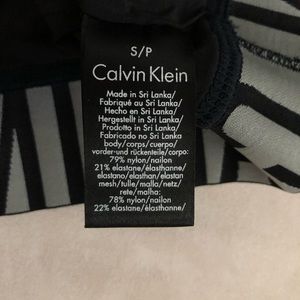 S/P
Calvin Klein
Made in Sri Lanka/
Fabriqué au Sri Lanka/
Hecho en Sri Lanka/
Hergestellt in Sri Lanka/
Prodotto in Sri Lanka/
Fabricado no Sri Lanka
body/corps/cuerpo/
vorder-und rückenteile/corpo:
79% nylon/nailon
21% elastane/élasthanne/
elastano/elasthan/elastan
mesh/tulle/malla/netz/
rete/malha:
78% nylon/nailon
22% elastane/élasthanne/